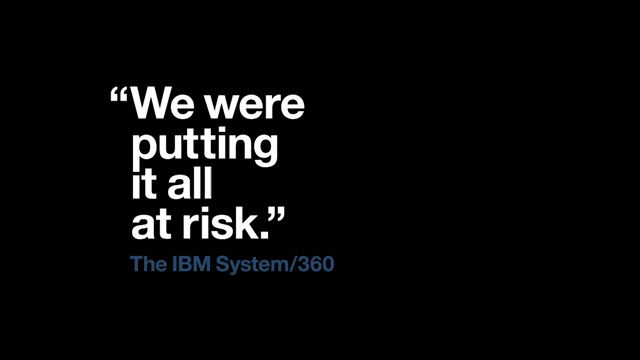 “We were
putting
it all
at risk.”
The IBM System/360